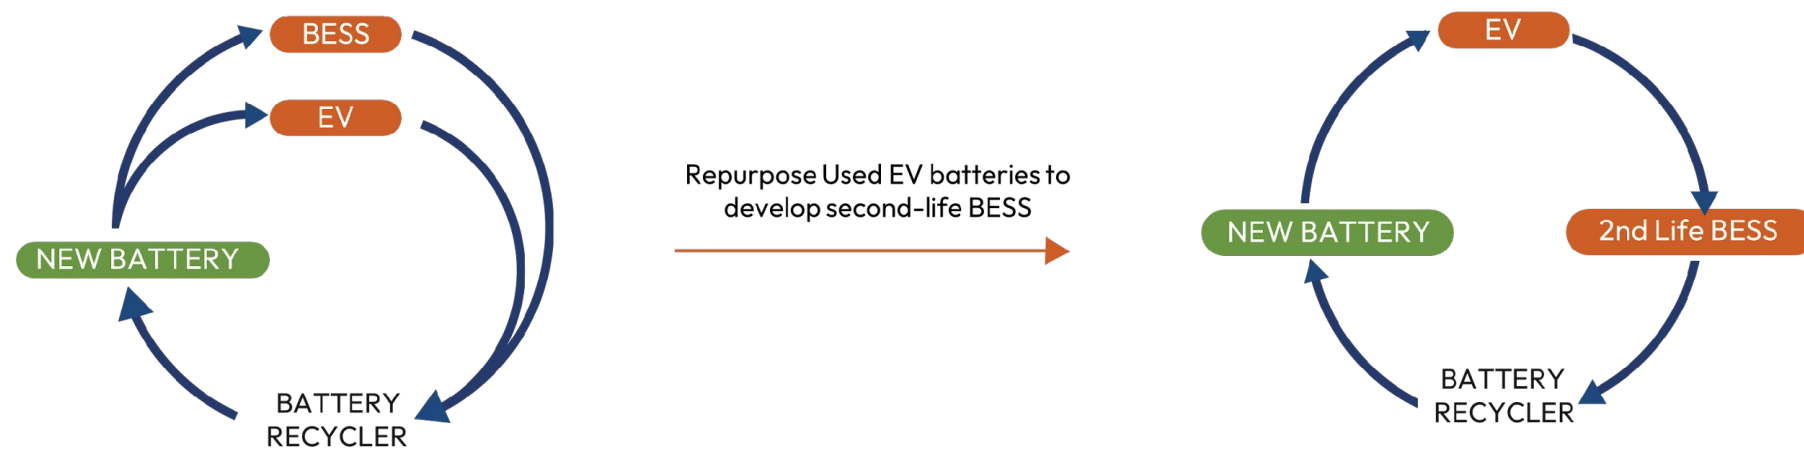 BESS
EV
NEW BATTERY
BATTERY
RECYCLER
Repurpose Used EV batteries to
develop second-life BESS
EV
NEW BATTERY
2nd Life BESS
BATTERY
RECYCLER